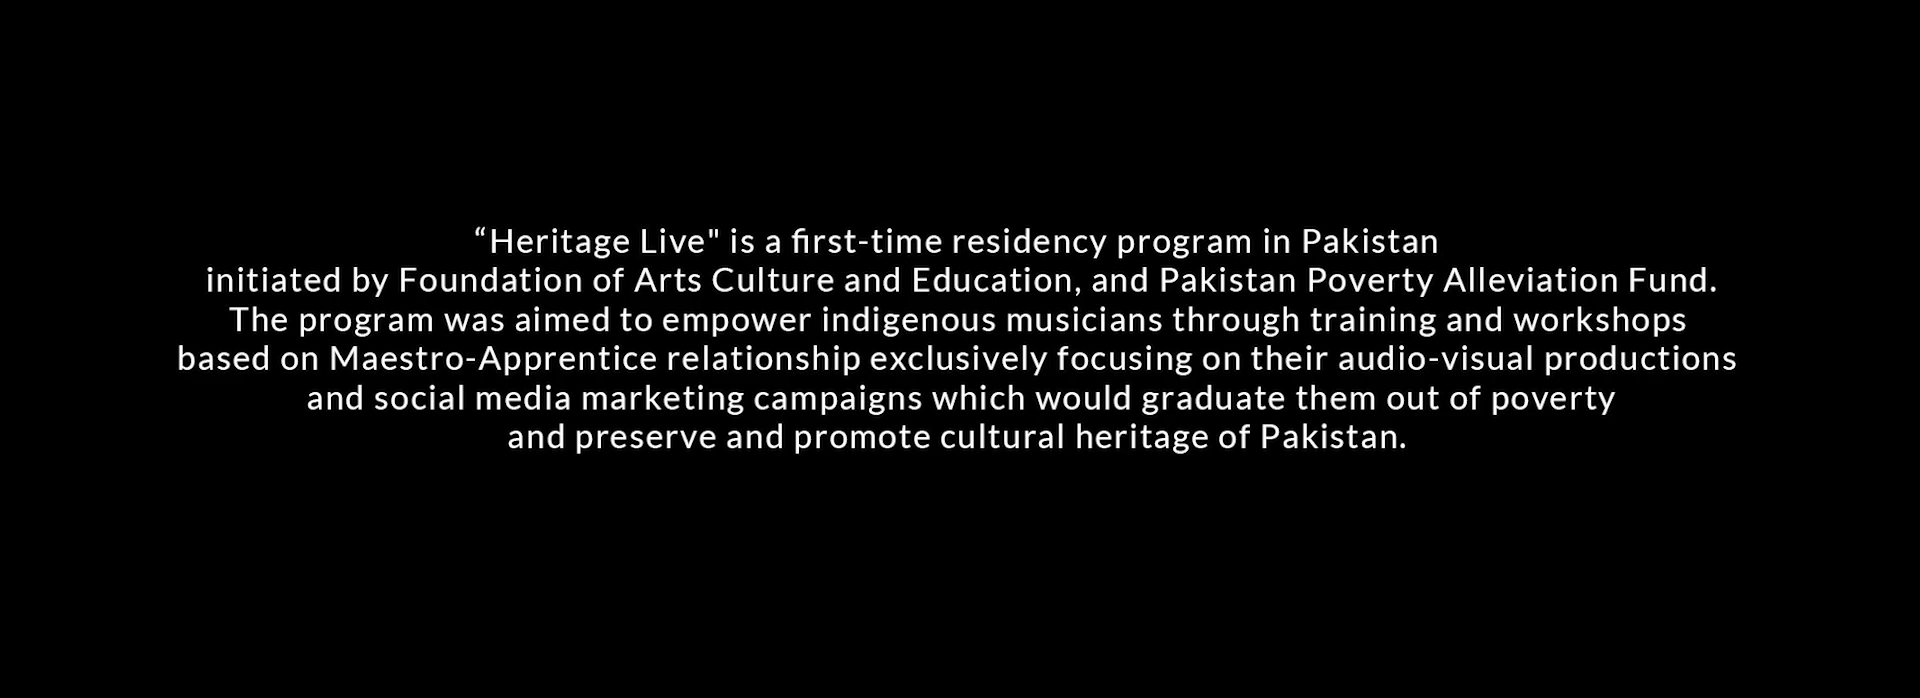 “Heritage Live" is a first-time residency program in Pakistan
initiated by Foundation of Arts Culture and Education, and Pakistan Poverty Alleviation Fund.
The program was aimed to empower indigenous musicians through training and workshops
based on Maestro-Apprentice relationship exclusively focusing on their audio-visual productions
and social media marketing campaigns which would graduate them out of poverty
and preserve and promote cultural heritage of Pakistan.